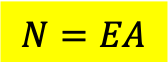 N = EA